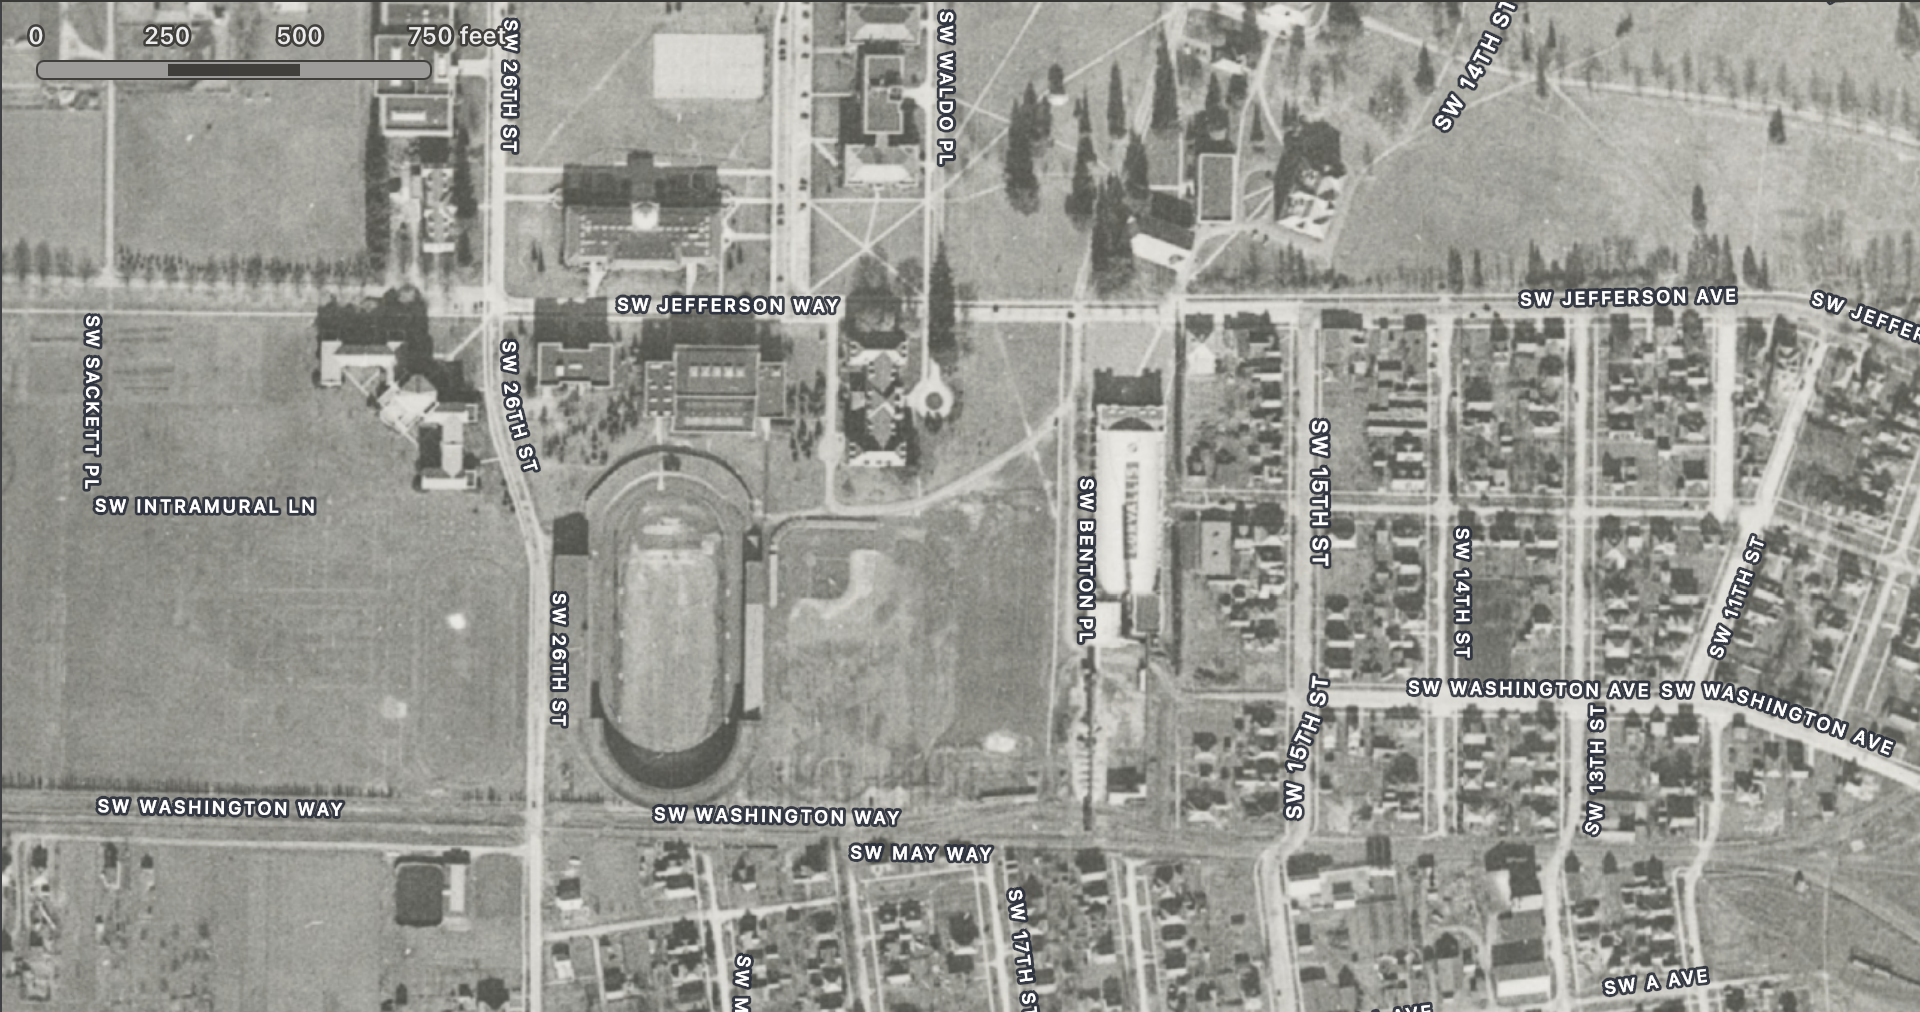 0 250 500 750 feet
SW 26TH ST
SW WALDO PL
SW 14TH ST
SW JEFFERSON WAY
SW JEFFERSON AVE
SW JEFFER
SW SACKETT PL
SW 26TH ST
SW INTRAMURAL LN
SW 15TH ST
SW BENTON PL
SW 14TH ST
SW 11TH ST
SW 26TH ST
SW WASHINGTON AVE
SW WASHINGTON AVE
SW 15TH ST
SW 13TH ST
SW WASHINGTON WAY
SW WASHINGTON WAY
SW MAY WAY
SW 17TH ST
SW M
SW A AVE
AVE